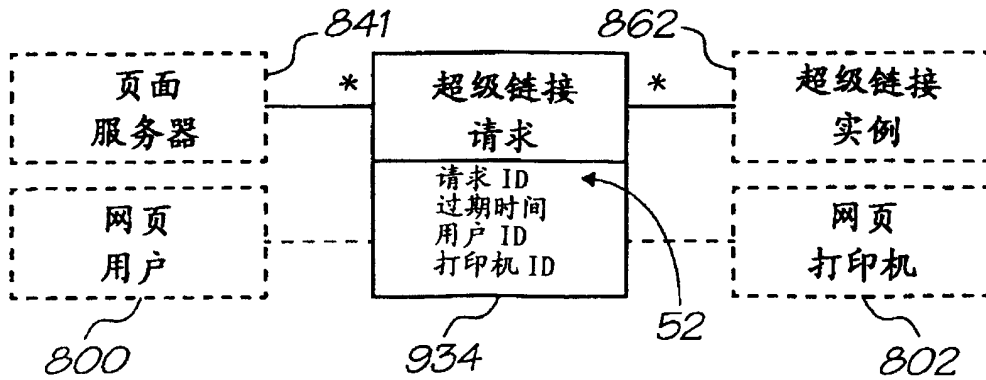 841
862
页面
服务器
*
超级链接
请求
*
超级链接
实例
请求 ID
过期时间
用户 ID
打印机 ID
网页
用户
网页
打印机
800
934
52
802